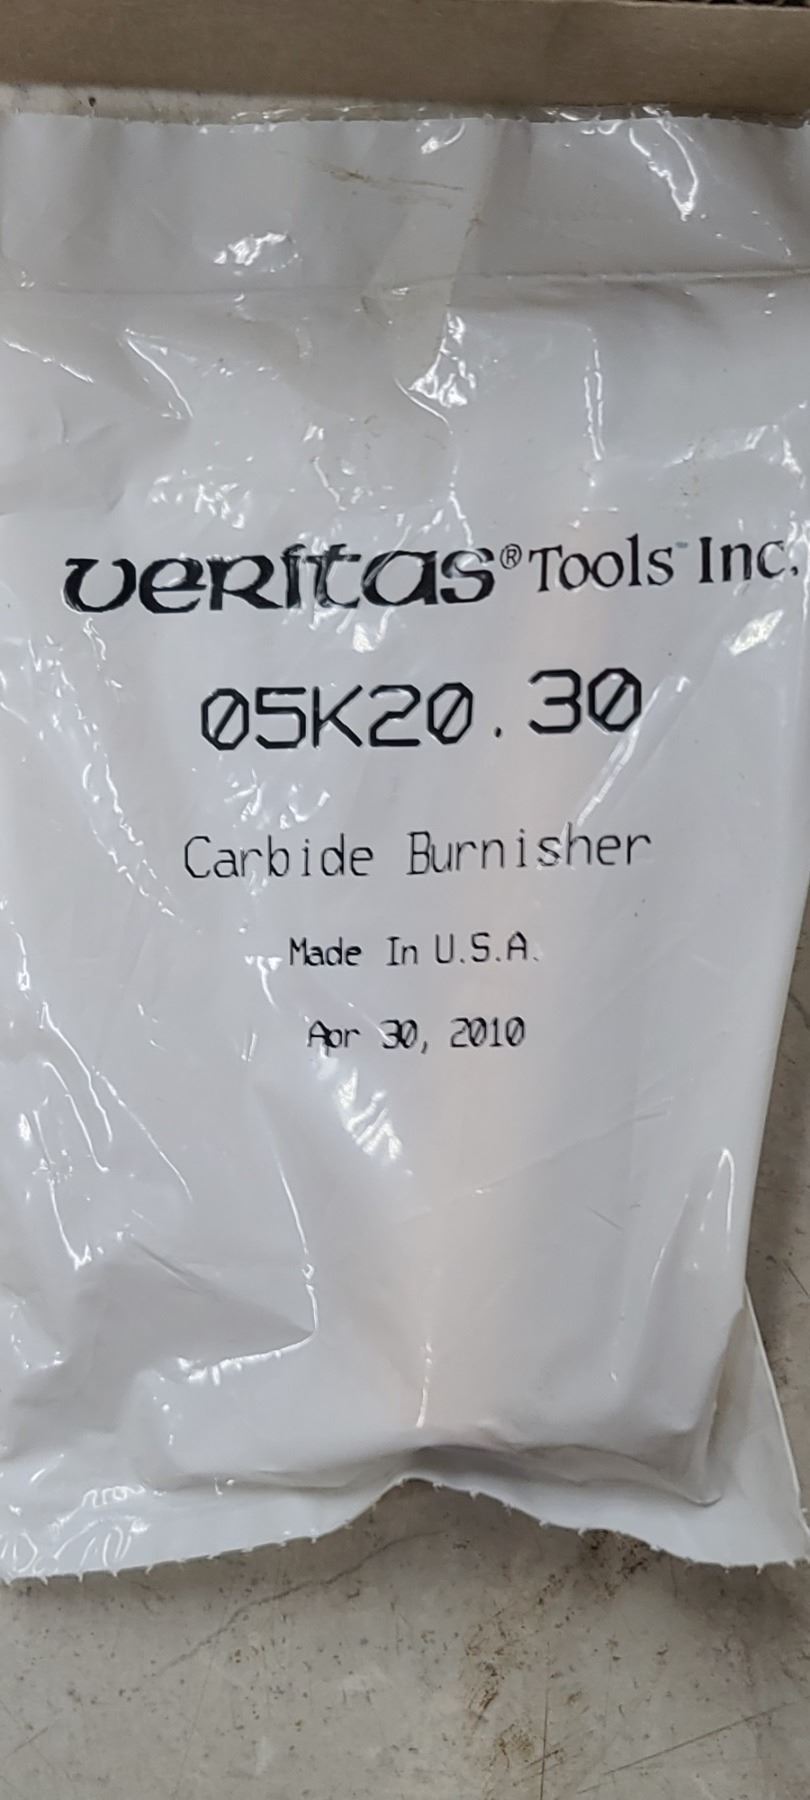 veritas® Tools Inc.
05K20.30
Carbide Burnisher
Made In U.S.A.
Apr 30, 2010